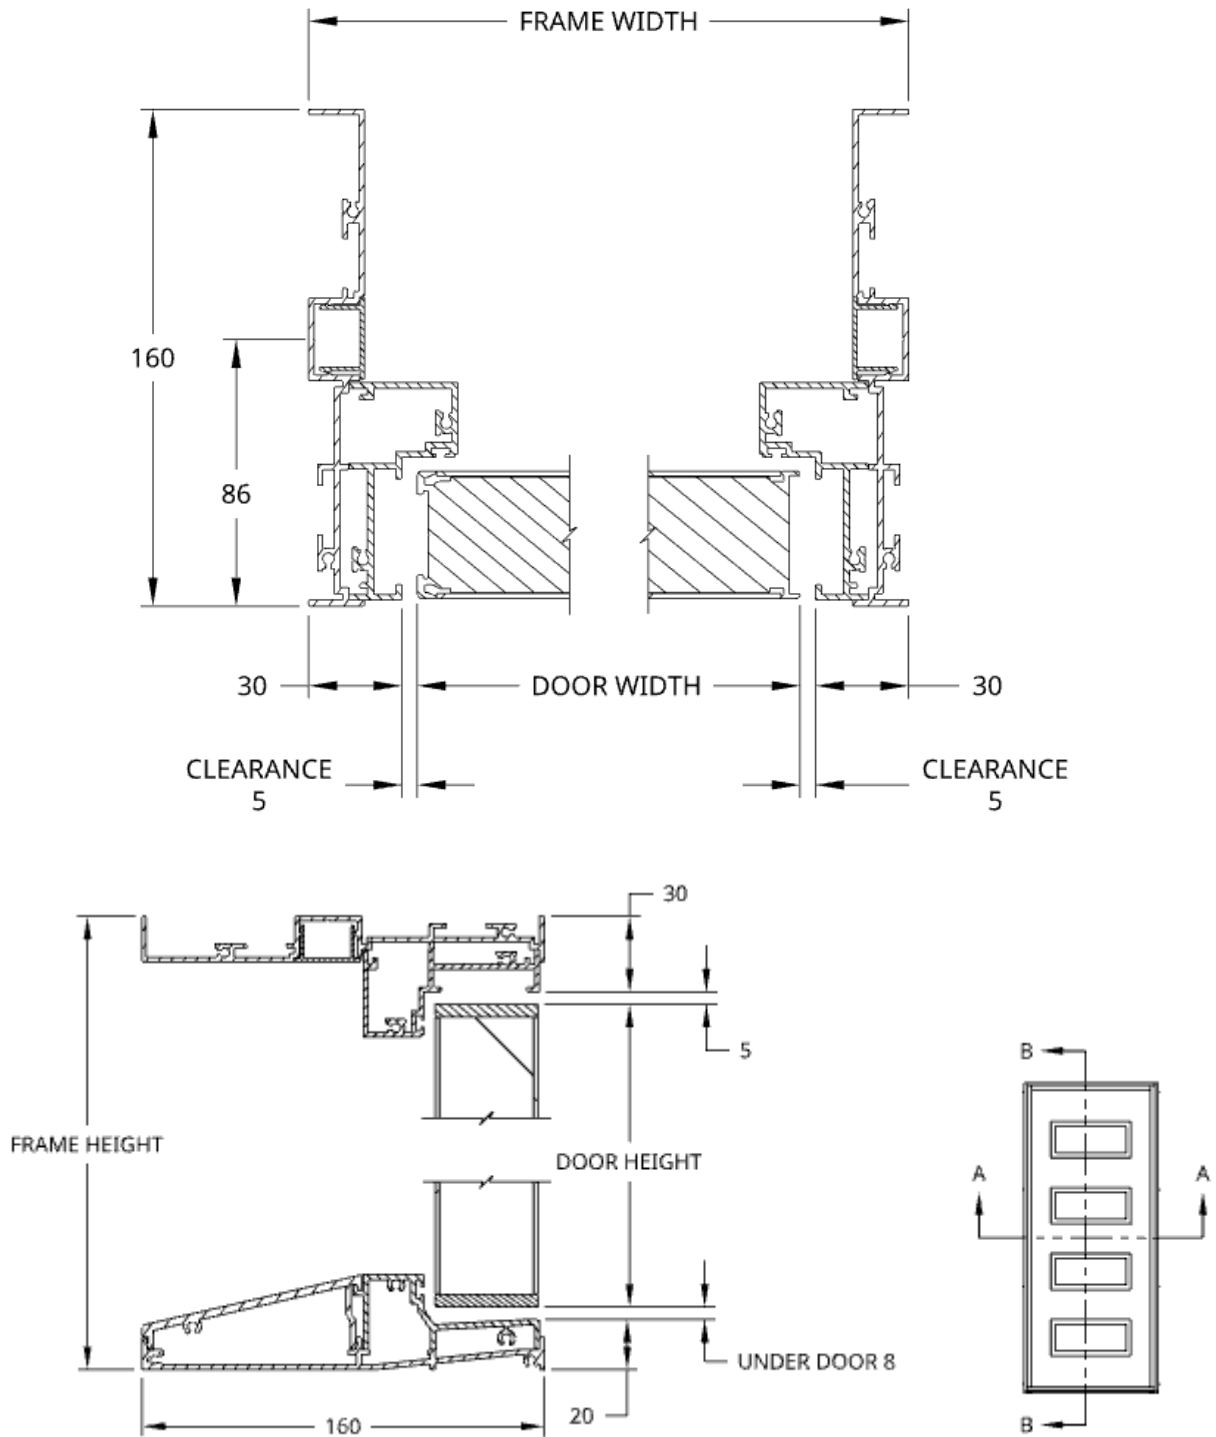 FRAME WIDTH
160
86
30
DOOR WIDTH
30
CLEARANCE
5
CLEARANCE
5
30
5
FRAME HEIGHT
DOOR HEIGHT
UNDER DOOR 8
20
160
B
A
A
B